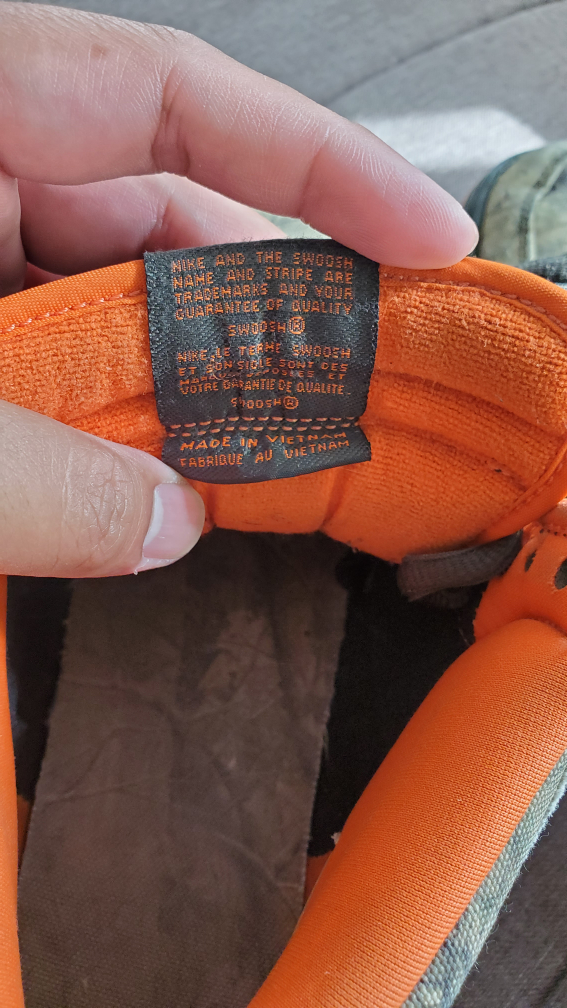 NIKE AND THE SWOOSH
NAME AND STRIPE ARE
TRADEMARKS AND YOUR
GUARANTEE OF QUALITY
SWOOSH®
NIKE, LE TERME SWOOSH
ET SON SIGLE SONT DES
VOTRE GARANTIE DE QUALITE.
SWOOSH®
MADE IN VIETNAM
FABRIQUE AU VIETNAM